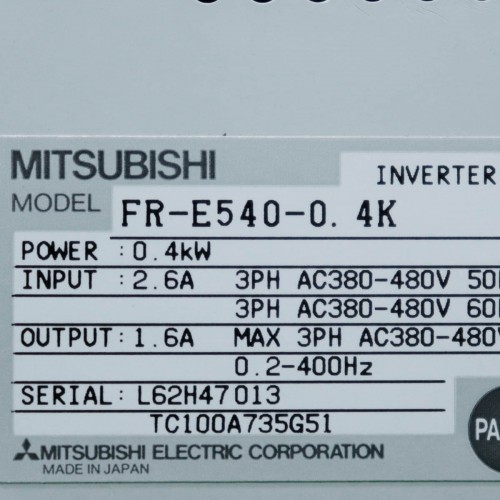 MITSUBISHI
INVERTER
MODEL FR-E540-0.4K
POWER : 0.4kW
INPUT : 2.6A 3PH AC380-480V 50
3PH AC380-480V 60
OUTPUT : 1.6A MAX 3PH AC380-480V
0.2-400Hz
SERIAL : L62H47013
TC100A735G51
PA
MITSUBISHI ELECTRIC CORPORATION
MADE IN JAPAN